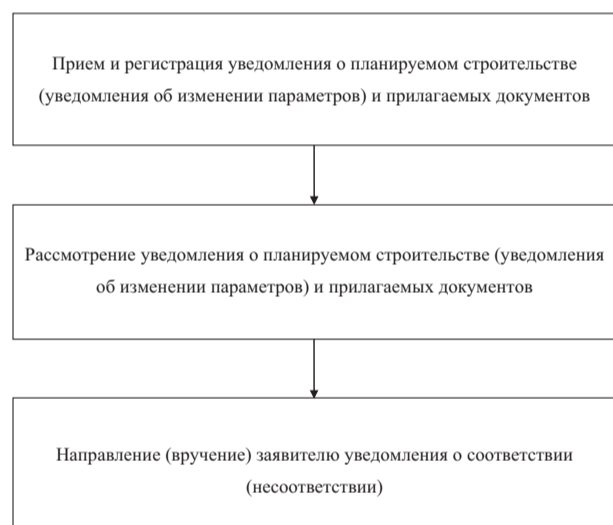 Прием и регистрация уведомления о планируемом строительстве
(уведомления об изменении параметров) и прилагаемых документов
Рассмотрение уведомления о планируемом строительстве (уведомления
об изменении параметров) и прилагаемых документов
Направление (вручение) заявителю уведомления о соответствии
(несоответствии)